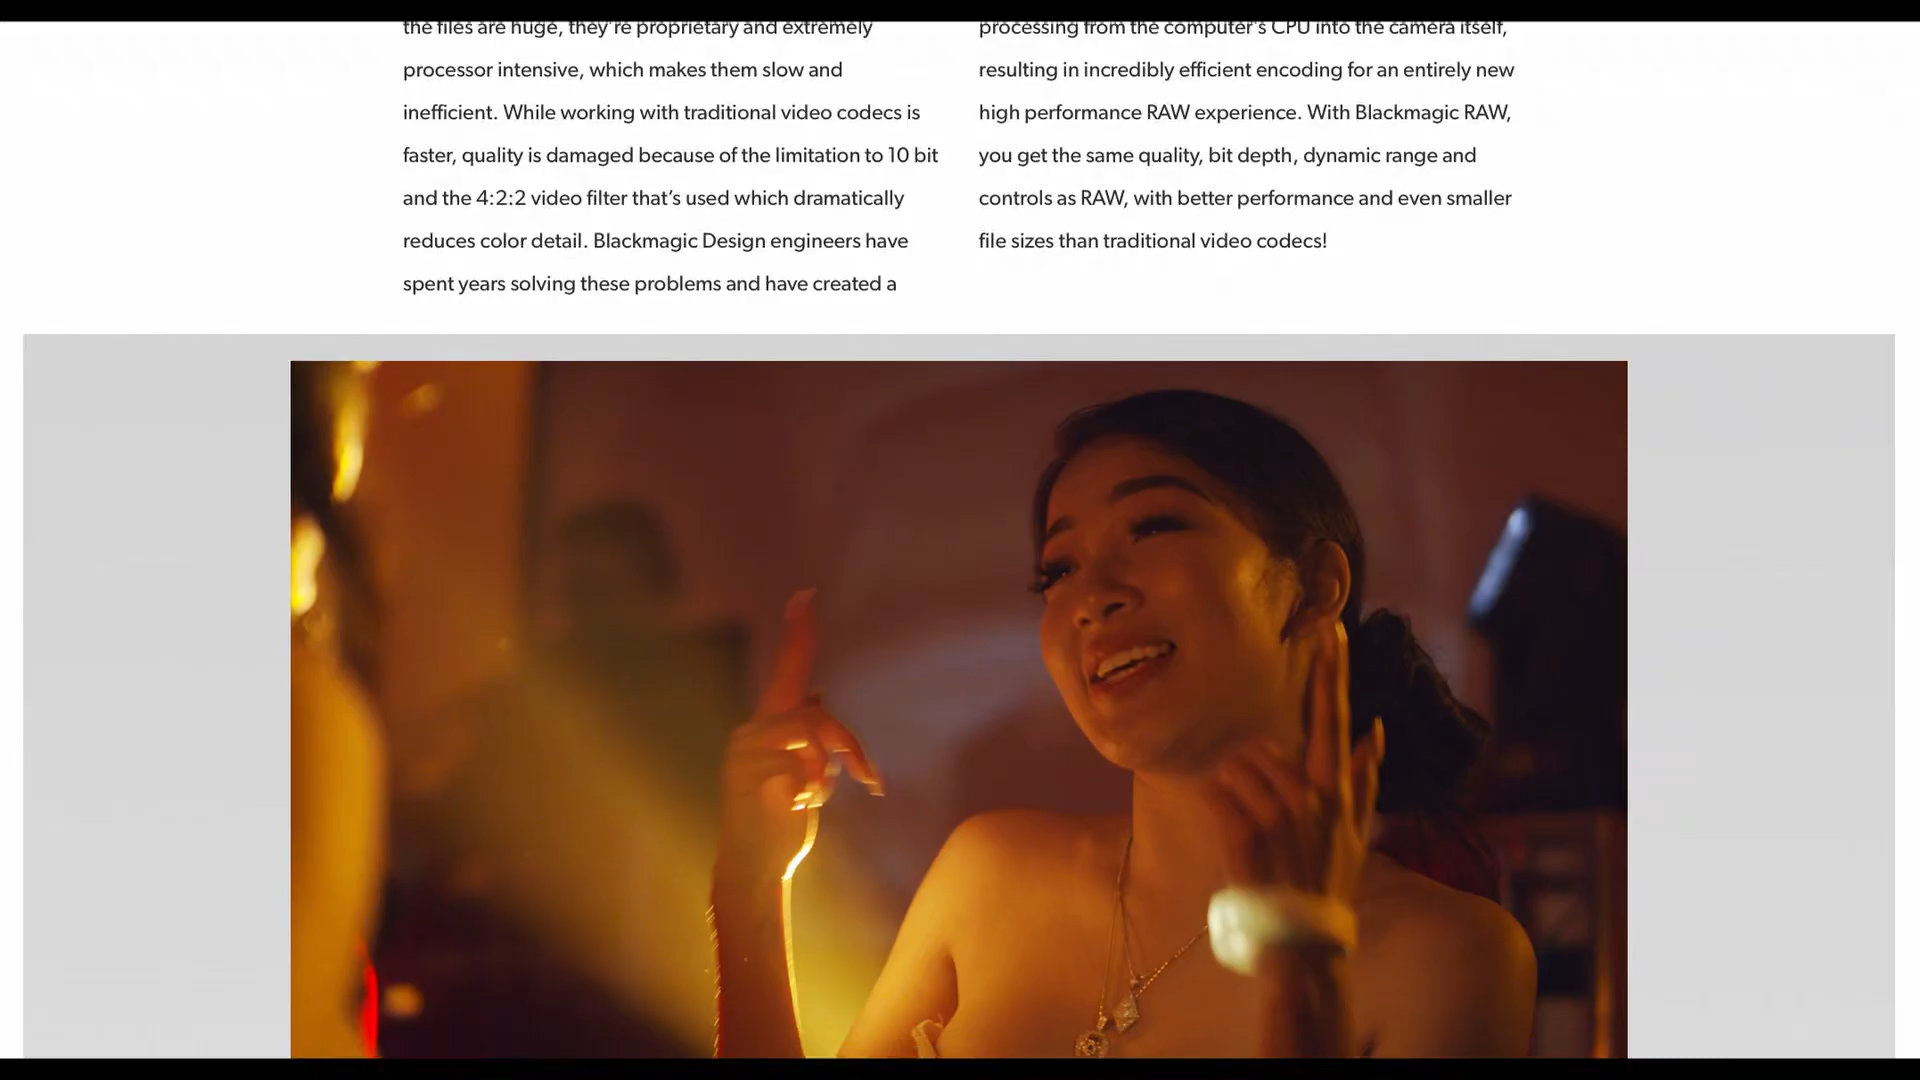 the files are huge, they're proprietary and extremely
processor intensive, which makes them slow and
inefficient. While working with traditional video codecs is
faster, quality is damaged because of the limitation to 10 bit
and the 4:2:2 video filter that’s used which dramatically
reduces color detail. Blackmagic Design engineers have
spent years solving these problems and have created a
processing from the computer's CPU into the camera itself,
resulting in incredibly efficient encoding for an entirely new
high performance RAW experience. With Blackmagic RAW,
you get the same quality, bit depth, dynamic range and
controls as RAW, with better performance and even smaller
file sizes than traditional video codecs!